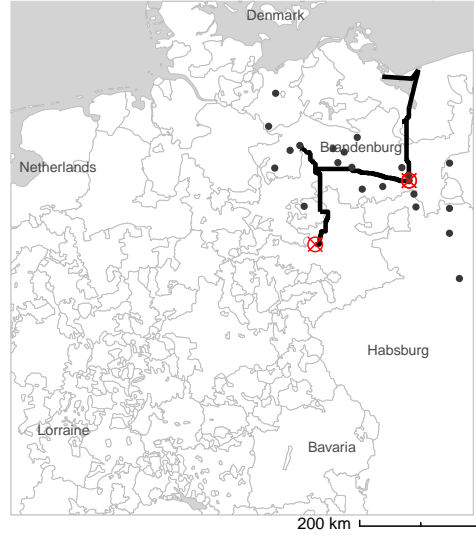 Denmark
Brandenburg
Netherlands
Habsburg
Lorraine
Bavaria
200 km